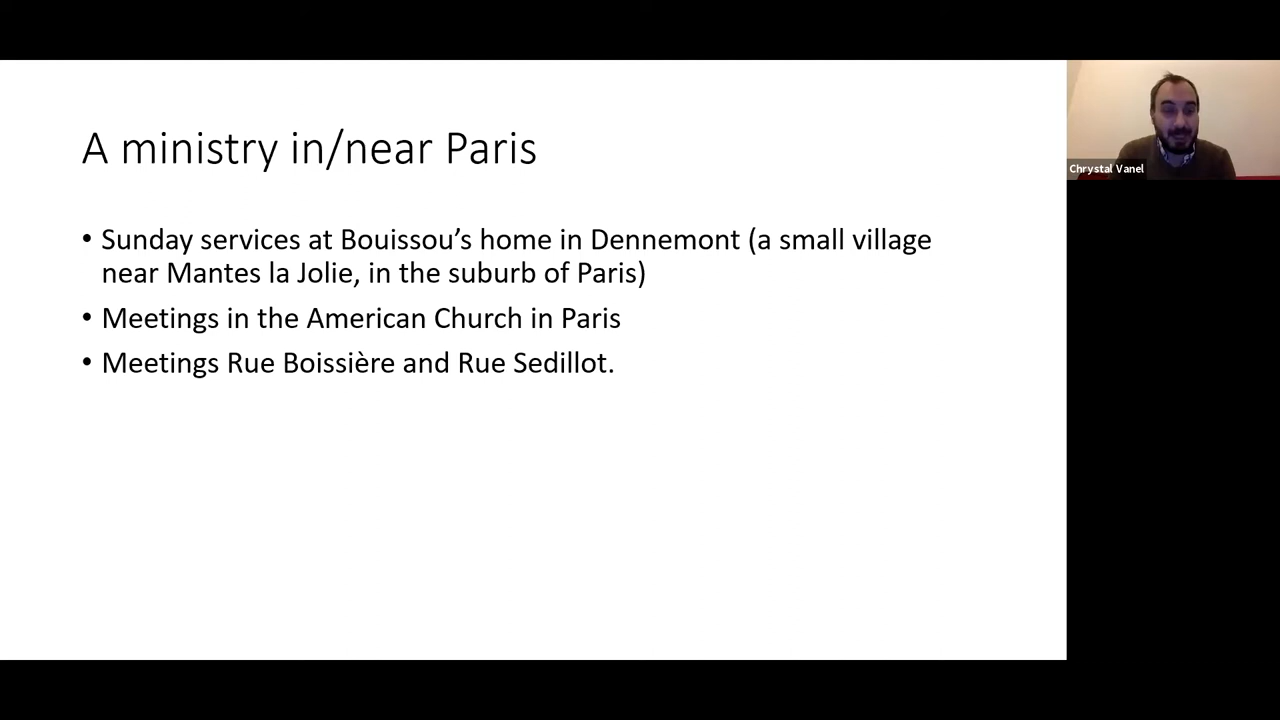 A ministry in/near Paris
• Sunday services at Bouissou’s home in Dennemont (a small village
near Mantes la Jolie, in the suburb of Paris)
• Meetings in the American Church in Paris
• Meetings Rue Boissière and Rue Sedillot.
Chrystal Vanel